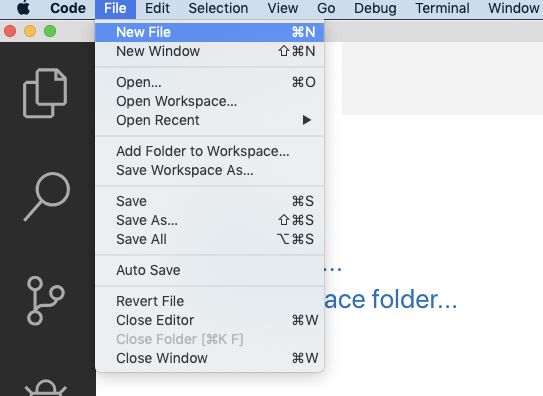 Code File Edit Selection View Go Debug Terminal Window
New File ⌘N
New Window ⇧⌘N
Open... ⌘O
Open Workspace...
Open Recent ▶
Add Folder to Workspace...
Save Workspace As...
Save ⌘S
Save As... ⇧⌘S
Save All ⌥⌘S
...
Auto Save
ace folder...
Revert File
Close Editor ⌘W
Close Folder [⌘K F]
Close Window ⌘W